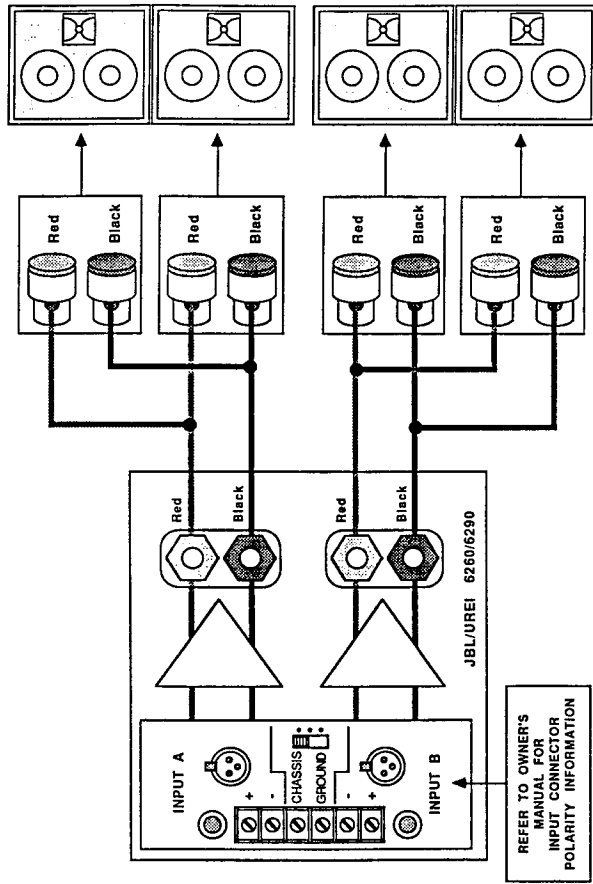 Red
Black
Red
Black
Red
Black
Red
Black
Red
Black
Red
Black
JBL/UREI 6260/6290
INPUT A
+
-
CHASSIS
GROUND
-
+
INPUT B
REFER TO OWNER'S
MANUAL FOR
INPUT CONNECTOR
POLARITY INFORMATION